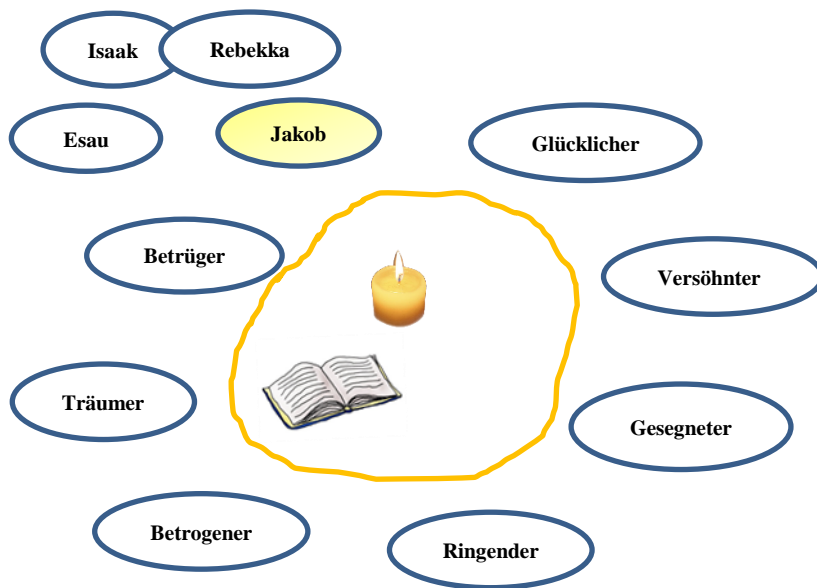 Isaak
Rebekka
Esau
Jakob
Glücklicher
Betrüger
Versöhnter
Träumer
Gesegneter
Betrogener
Ringender